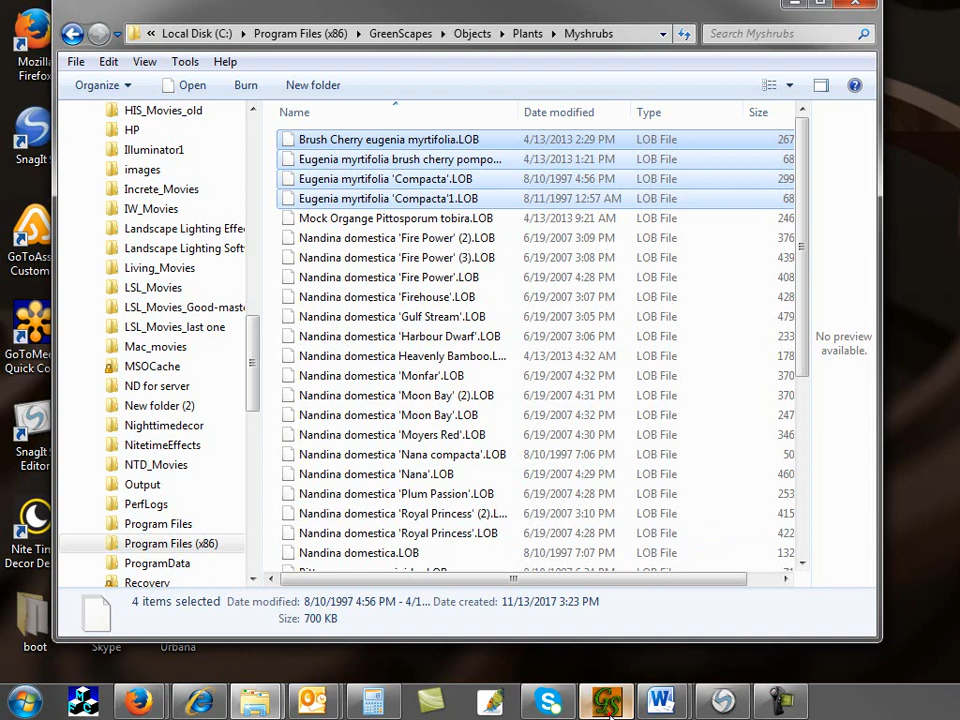 « Local Disk (C:) Program Files (x86) GreenScapes Objects Plants Myshrubs Search Myshrubs
File Edit View Tools Help
Organize Open Burn New folder
Name Date modified Type Size
HIS_Movies_old
HP
Illuminator1
images
Increte_Movies
IW_Movies
Landscape Lighting Effe
Landscape Lighting Soft
Living_Movies
LSL_Movies
LSL_Movies_Good-maste
LSL_Movies_last one
Mac_movies
MSOCache
ND for server
New folder (2)
Nighttimedecor
NitetimeEffects
NTD_Movies
Output
PerfLogs
Program Files
Program Files (x86)
ProgramData
Recovery
Brush Cherry eugenia myrtifolia.LOB 4/13/2013 2:29 PM LOB File 267
Eugenia myrtifolia brush cherry pompo... 4/13/2013 1:21 PM LOB File 68
Eugenia myrtifolia 'Compacta'.LOB 8/10/1997 4:56 PM LOB File 299
Eugenia myrtifolia 'Compacta'1.LOB 8/11/1997 12:57 AM LOB File 68
Mock Organge Pittosporum tobira.LOB 4/13/2013 9:21 AM LOB File 246
Nandina domestica 'Fire Power' (2).LOB 6/19/2007 3:09 PM LOB File 376
Nandina domestica 'Fire Power' (3).LOB 6/19/2007 3:08 PM LOB File 439
Nandina domestica 'Fire Power'.LOB 6/19/2007 4:28 PM LOB File 408
Nandina domestica 'Firehouse'.LOB 6/19/2007 3:07 PM LOB File 428
Nandina domestica 'Gulf Stream'.LOB 6/19/2007 3:05 PM LOB File 479
Nandina domestica 'Harbour Dwarf'.LOB 6/19/2007 3:06 PM LOB File 233
Nandina domestica Heavenly Bamboo.L... 4/13/2013 4:32 AM LOB File 178
Nandina domestica 'Monfar'.LOB 6/19/2007 4:32 PM LOB File 370
Nandina domestica 'Moon Bay' (2).LOB 6/19/2007 4:31 PM LOB File 370
Nandina domestica 'Moon Bay'.LOB 6/19/2007 4:32 PM LOB File 247
Nandina domestica 'Moyers Red'.LOB 6/19/2007 4:30 PM LOB File 346
Nandina domestica 'Nana compacta'.LOB 8/10/1997 7:06 PM LOB File 50
Nandina domestica 'Nana'.LOB 6/19/2007 4:29 PM LOB File 460
Nandina domestica 'Plum Passion'.LOB 6/19/2007 4:28 PM LOB File 253
Nandina domestica 'Royal Princess' (2).L... 6/19/2007 3:10 PM LOB File 415
Nandina domestica 'Royal Princess'.LOB 6/19/2007 4:28 PM LOB File 422
Nandina domestica.LOB 8/10/1997 7:07 PM LOB File 132
No preview
available.
4 items selected Date modified: 8/10/1997 4:56 PM - 4/1... Date created: 11/13/2017 3:23 PM
Size: 700 KB
Mozill
Firefo
SnagIt
GoToAss
Custom
GoToMe
Quick Co
SnagIt
Editor
Nite Tin
Decor De
boot Skype Urbana
GS